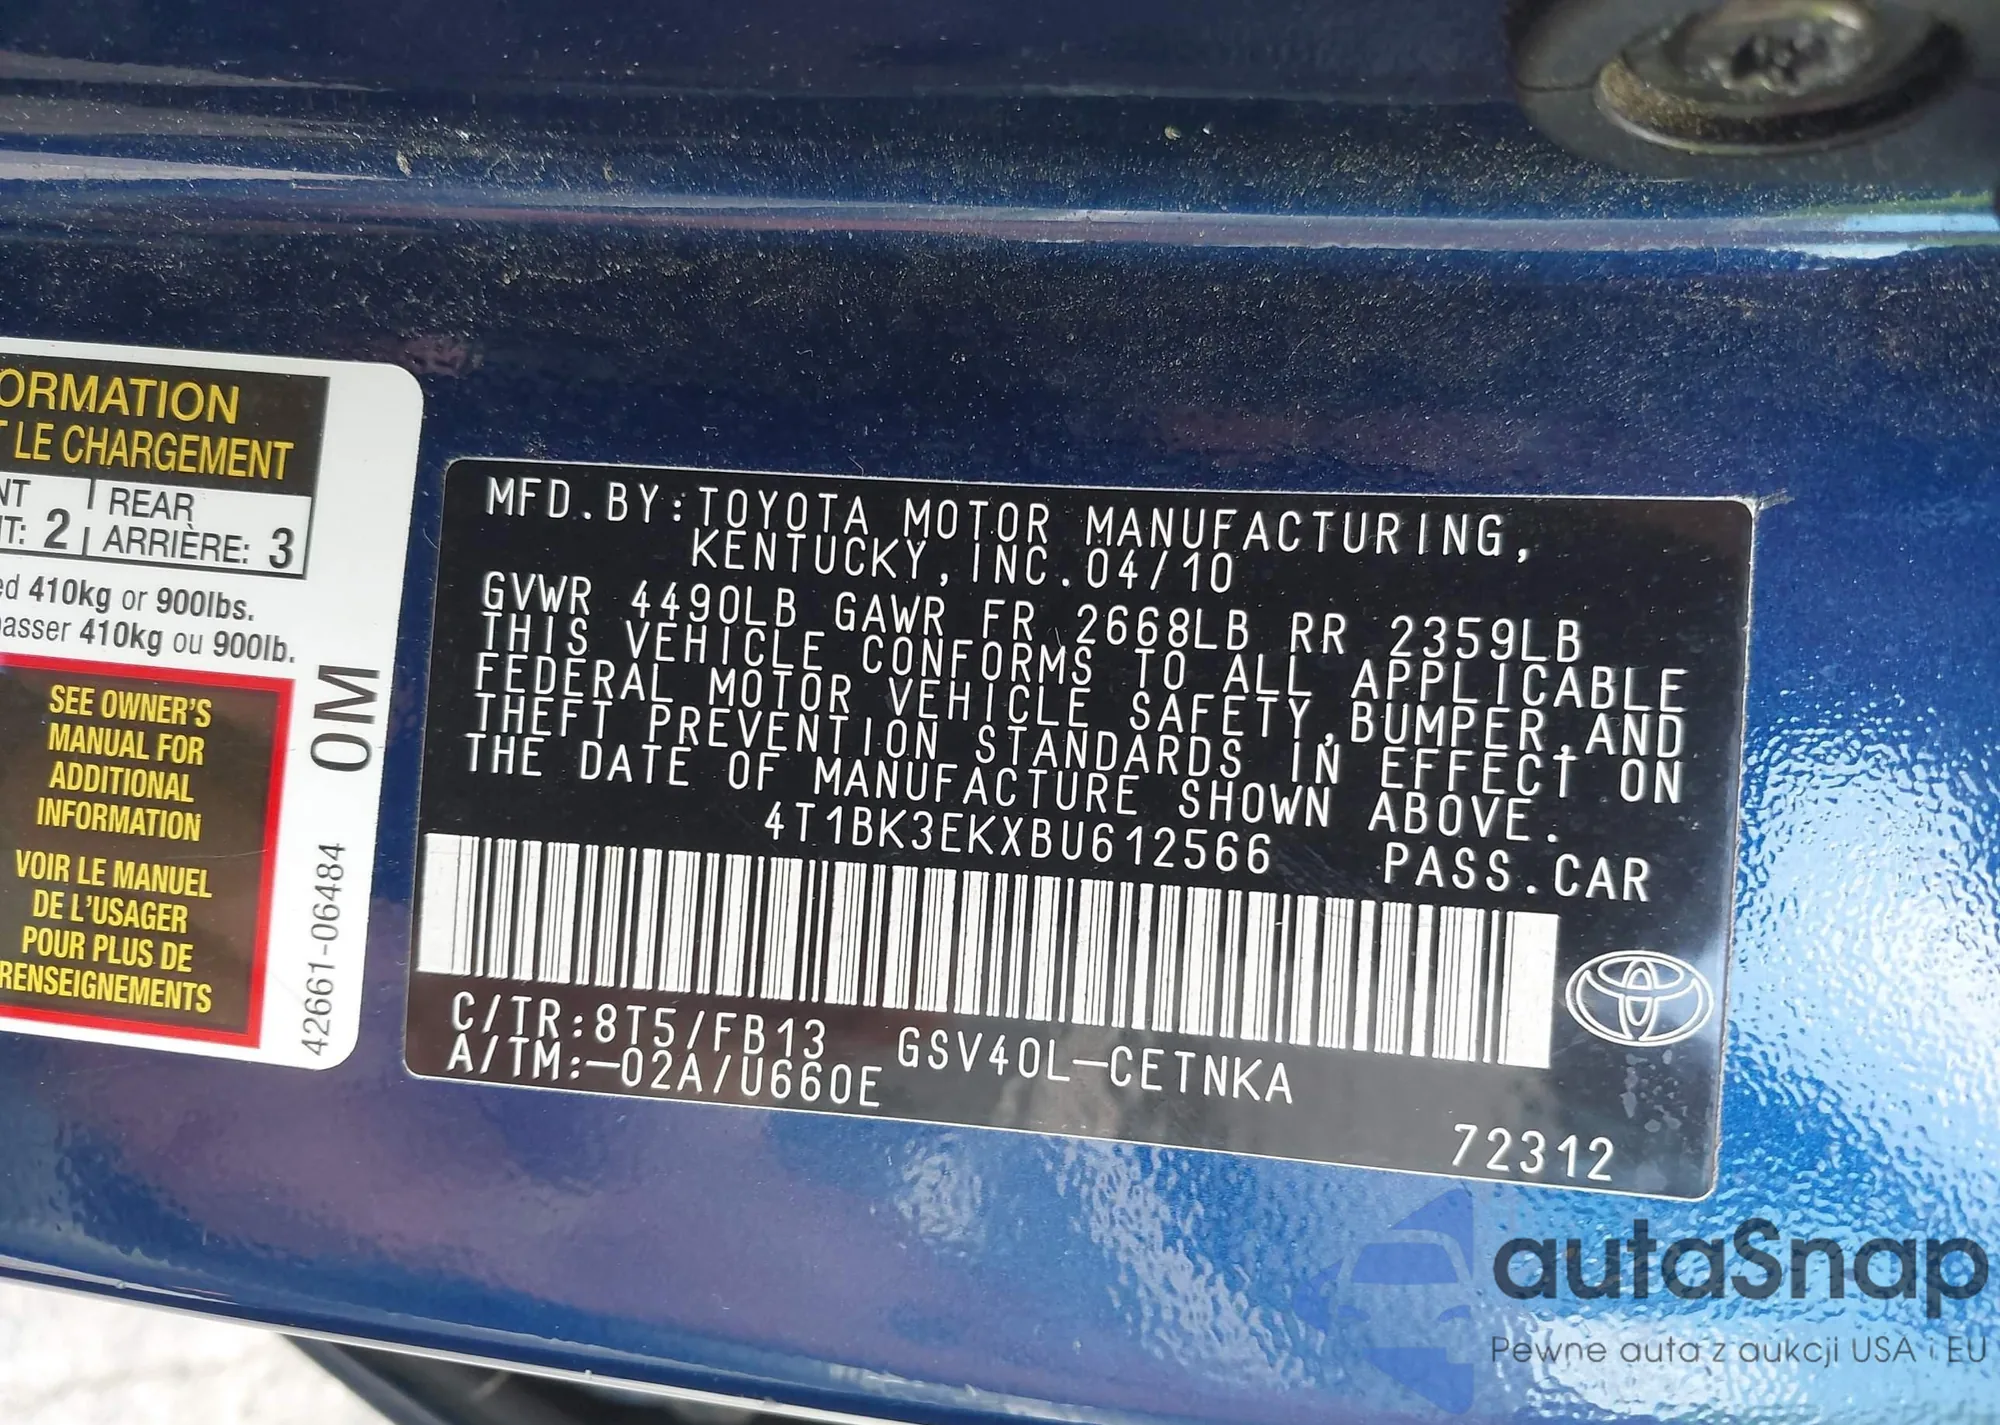 ORMATION
LE CHARGEMENT
NT | REAR
T: 2 | ARRIÈRE: 3
ed 410kg or 900lbs.
passer 410kg ou 900lb.
SEE OWNER'S
MANUAL FOR
ADDITIONAL
INFORMATION
VOIR LE MANUEL
DE L'USAGER
POUR PLUS DE
RENSEIGNEMENTS
0M
42661-06484
MFD.BY:TOYOTA MOTOR MANUFACTURING,
KENTUCKY,INC.04/10
GVWR 4490LB GAWR FR 2668LB RR 2359LB
THIS VEHICLE CONFORMS TO ALL APPLICABLE
FEDERAL MOTOR VEHICLE SAFETY,BUMPER,AND
THEFT PREVENTION STANDARDS IN EFFECT ON
THE DATE OF MANUFACTURE SHOWN ABOVE.
4T1BK3EKXBU612566 PASS.CAR
C/TR:8T5/FB13 GSV40L-CETNKA
A/TM:-02A/U660E
72312
autaSnap
Pewne auta z aukcji USA i EU